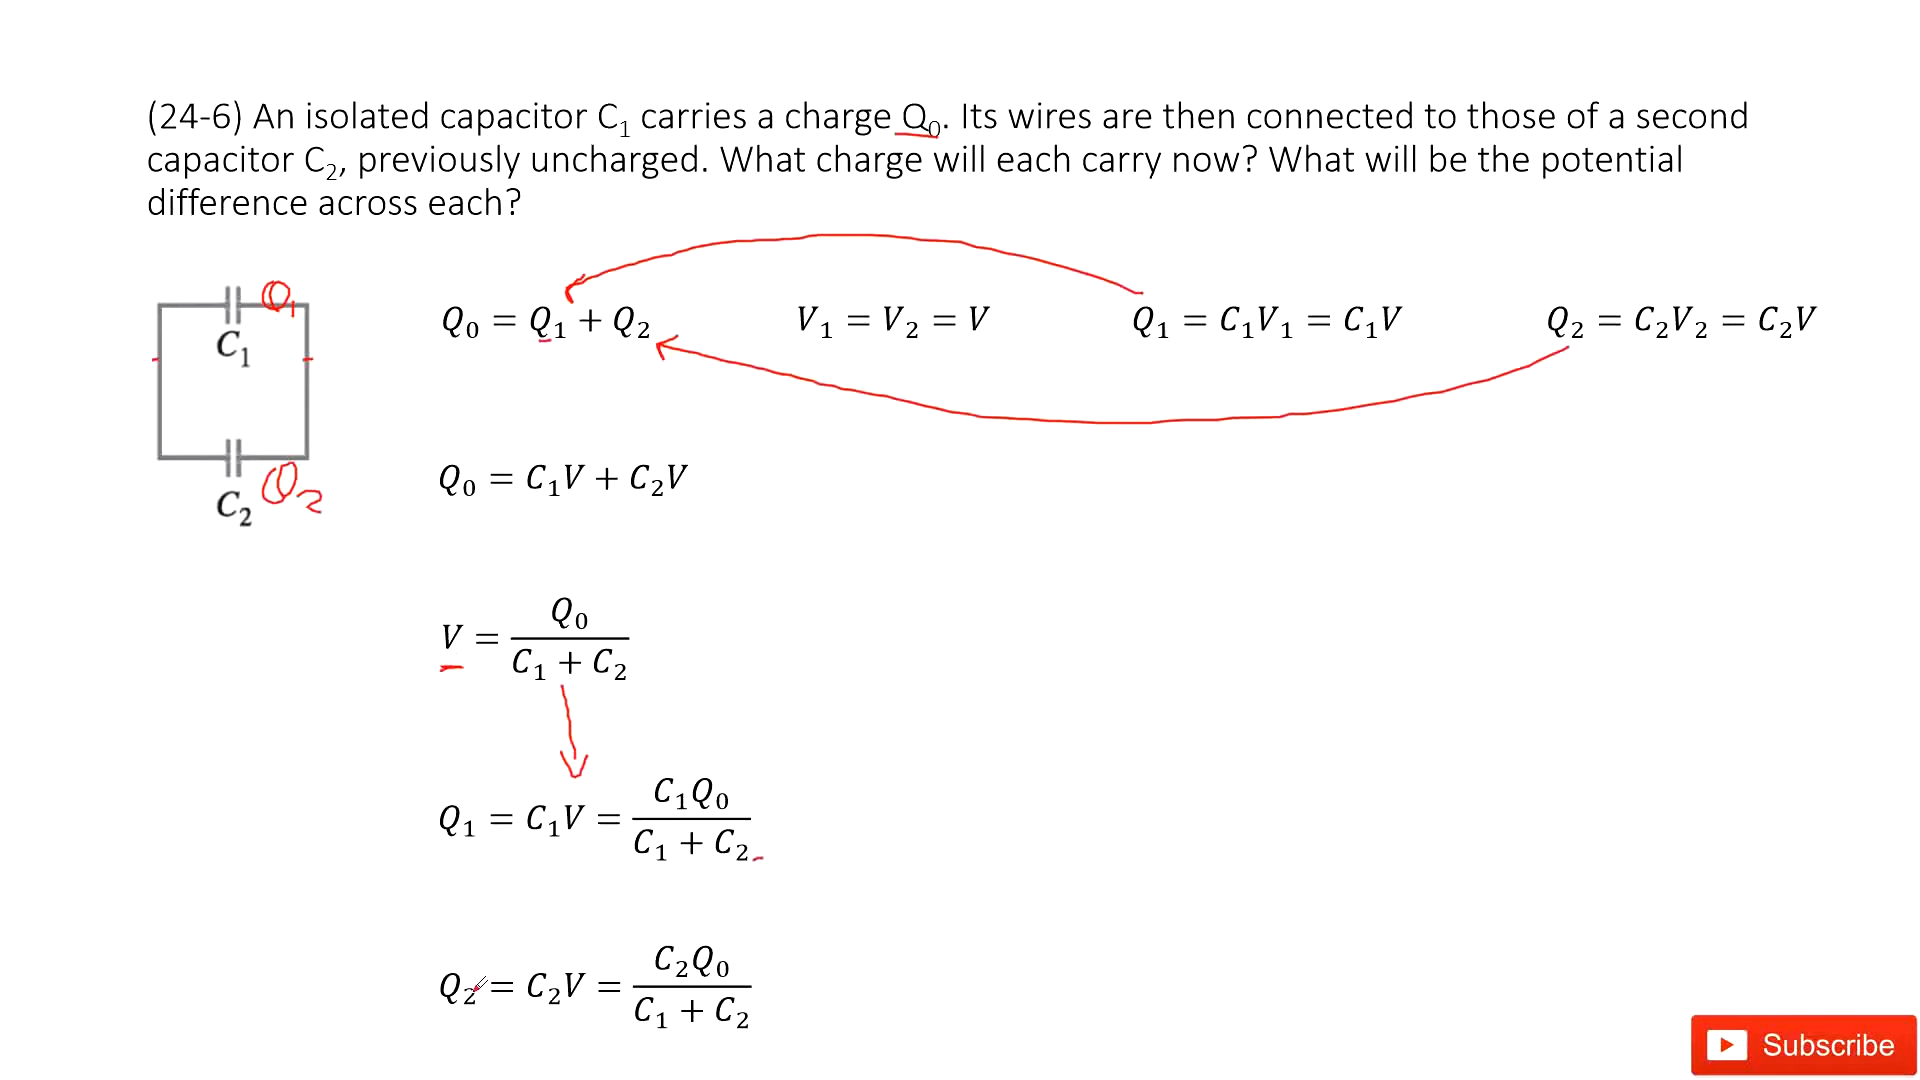 (24-6) An isolated capacitor C₁ carries a charge Q₀. Its wires are then connected to those of a second
capacitor C₂, previously uncharged. What charge will each carry now? What will be the potential
difference across each?
Q₁
C₁
Q₀ = Q₁ + Q₂
V₁ = V₂ = V
Q₁ = C₁V₁ = C₁V
Q₂ = C₂V₂ = C₂V
Q₂
C₂
Q₀ = C₁V + C₂V
V = Q₀ / (C₁ + C₂)
Q₁ = C₁V = C₁Q₀ / (C₁ + C₂)
Q₂ = C₂V = C₂Q₀ / (C₁ + C₂)
Subscribe